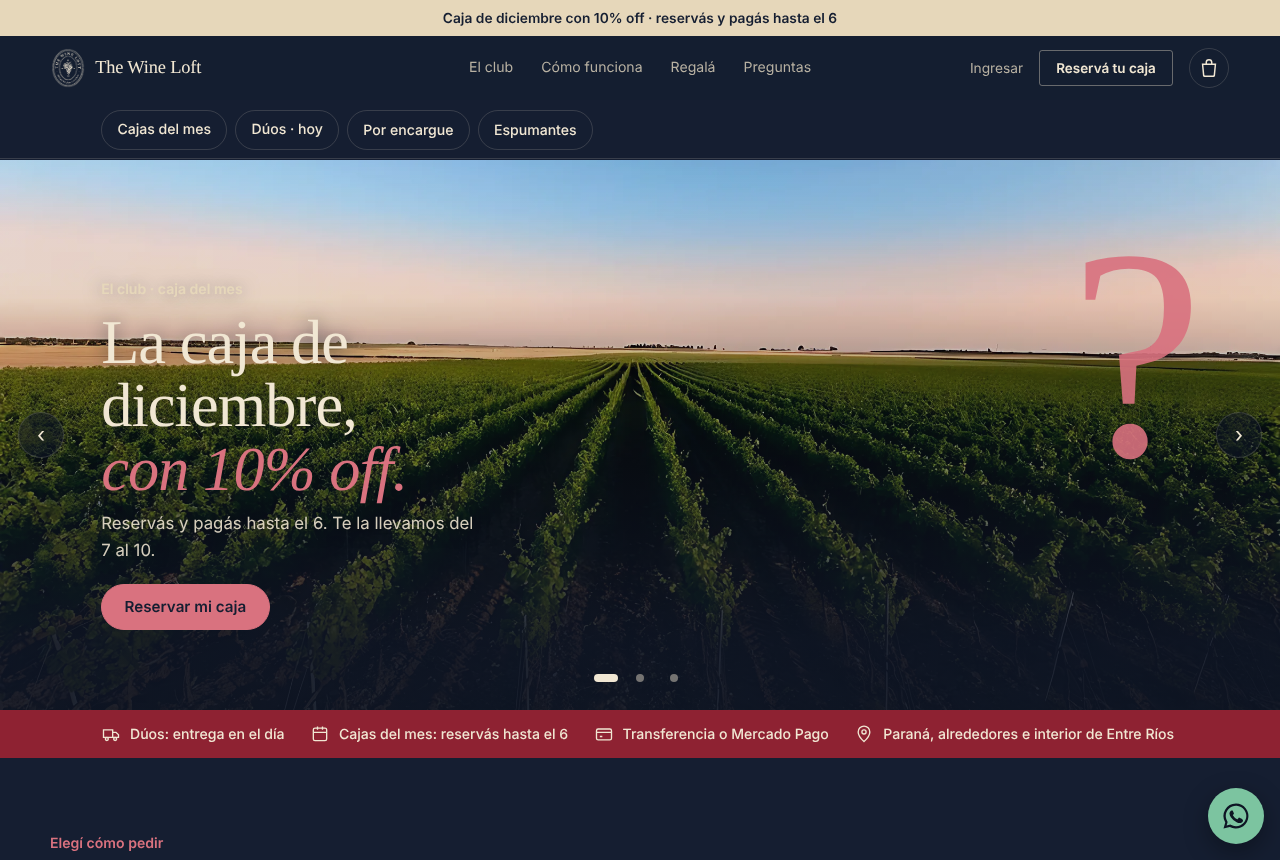 Caja de diciembre con 10% off · reservás y pagás hasta el 6
The Wine Loft
El club
Cómo funciona
Regalá
Preguntas
Ingresar
Reservá tu caja
Cajas del mes
Dúos · hoy
Por encargue
Espumantes
El club · caja del mes
La caja de
diciembre,
con 10% off.
Reservás y pagás hasta el 6. Te la llevamos del
7 al 10.
Reservar mi caja
?
‹
›
Dúos: entrega en el día
Cajas del mes: reservás hasta el 6
Transferencia o Mercado Pago
Paraná, alrededores e interior de Entre Ríos
Elegí cómo pedir